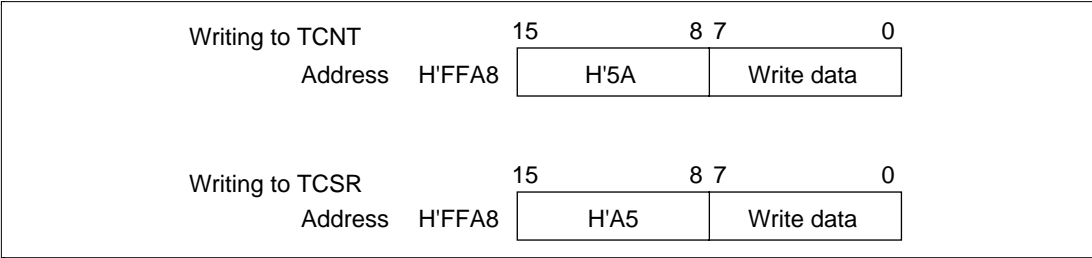 Writing to TCNT 15 8 7 0
Address H'FFA8 H'5A Write data
Writing to TCSR 15 8 7 0
Address H'FFA8 H'A5 Write data